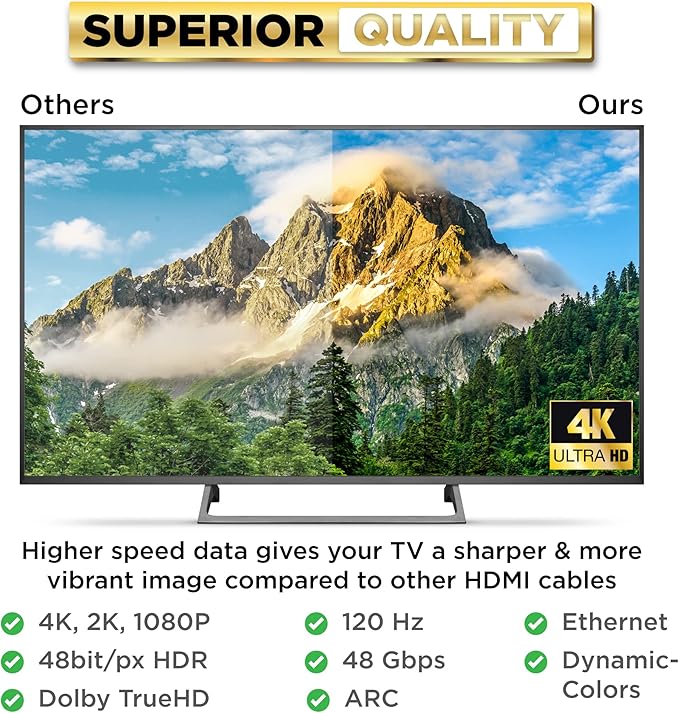 SUPERIOR QUALITY
Others
Ours
4K
ULTRA HD
Higher speed data gives your TV a sharper & more
vibrant image compared to other HDMI cables
4K, 2K, 1080P
120 Hz
Ethernet
48bit/px HDR
48 Gbps
Dynamic-
Colors
Dolby TrueHD
ARC